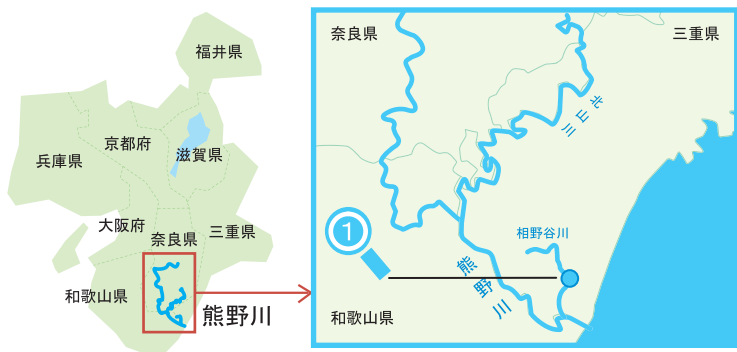 福井県
京都府
兵庫県
滋賀県
大阪府
奈良県
三重県
和歌山県
熊野川
奈良県
三重県
北山川
1
相野谷川
熊野川
和歌山県